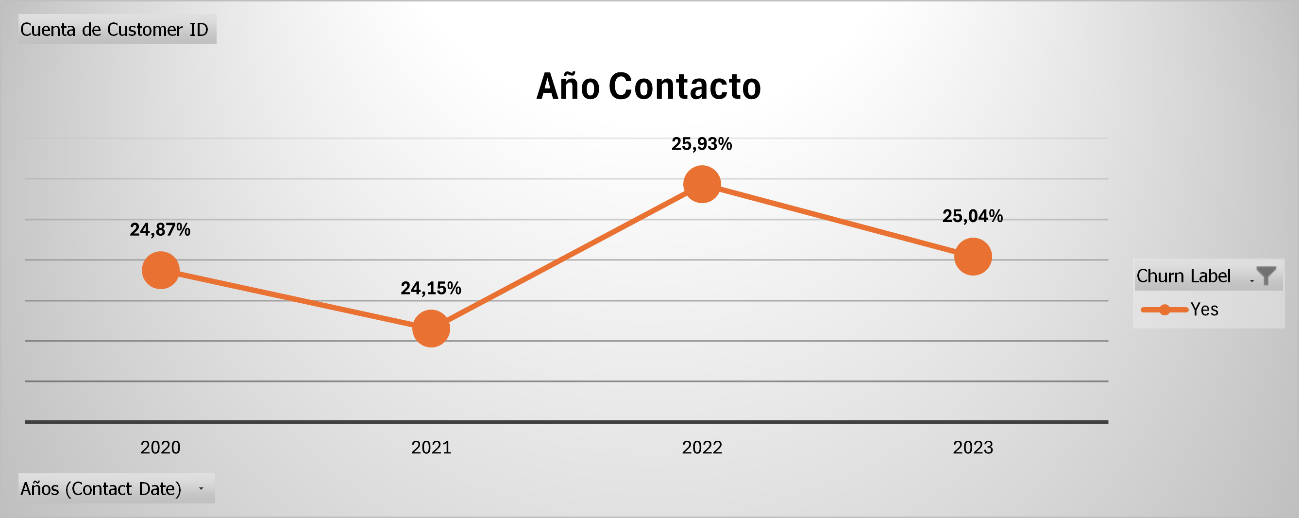 Cuenta de Customer ID
Año Contacto
25,93%
24,87%
25,04%
24,15%
Churn Label
Yes
2020 2021 2022 2023
Años (Contact Date)